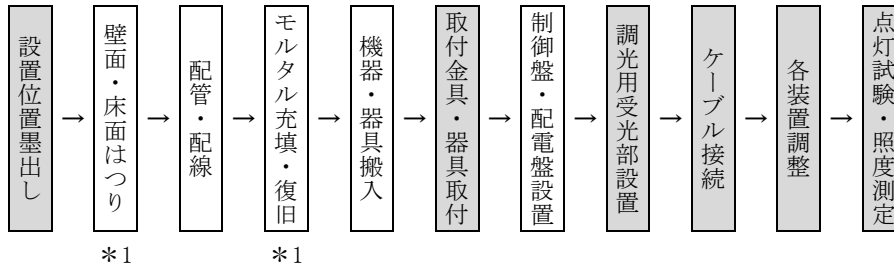 設置位置墨出し
→
壁面・床面はつり
→
配管・配線
→
モルタル充填・復旧
→
機器・器具搬入
→
取付金具・器具取付
→
制御盤・配電盤設置
→
調光用受光部設置
→
ケーブル接続
→
各装置調整
→
点灯試験・照度測定
＊1
＊1